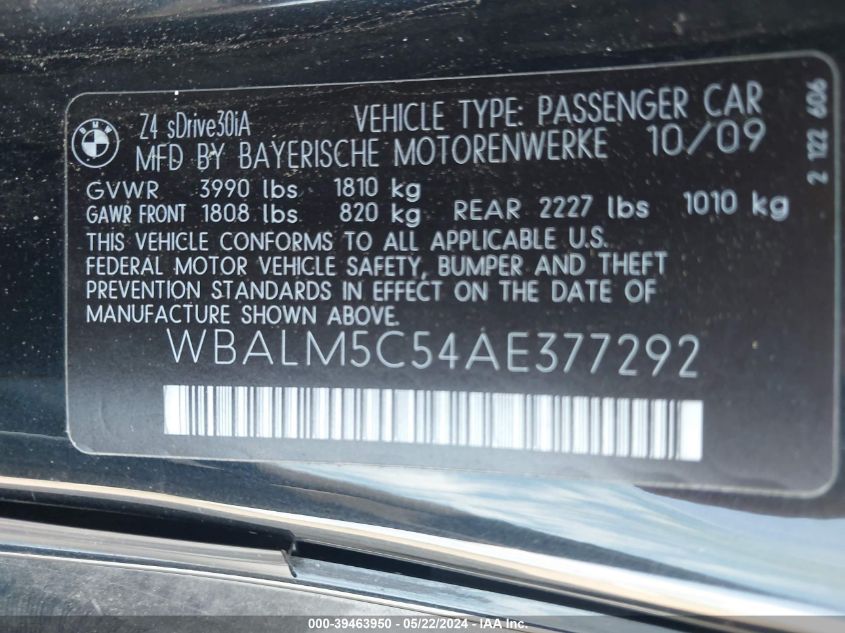 BMW
Z4 sDrive30iA VEHICLE TYPE: PASSENGER CAR
MFD BY BAYERISCHE MOTORENWERKE 10/09
GVWR 3990 lbs 1810 kg
GAWR FRONT 1808 lbs 820 kg REAR 2227 lbs 1010 kg
THIS VEHICLE CONFORMS TO ALL APPLICABLE U.S.
FEDERAL MOTOR VEHICLE SAFETY, BUMPER AND THEFT
PREVENTION STANDARDS IN EFFECT ON THE DATE OF
MANUFACTURE SHOWN ABOVE.
WBALM5C54AE377292
2 122 606
000-39463950 - 05/22/2024 - IAA Inc.